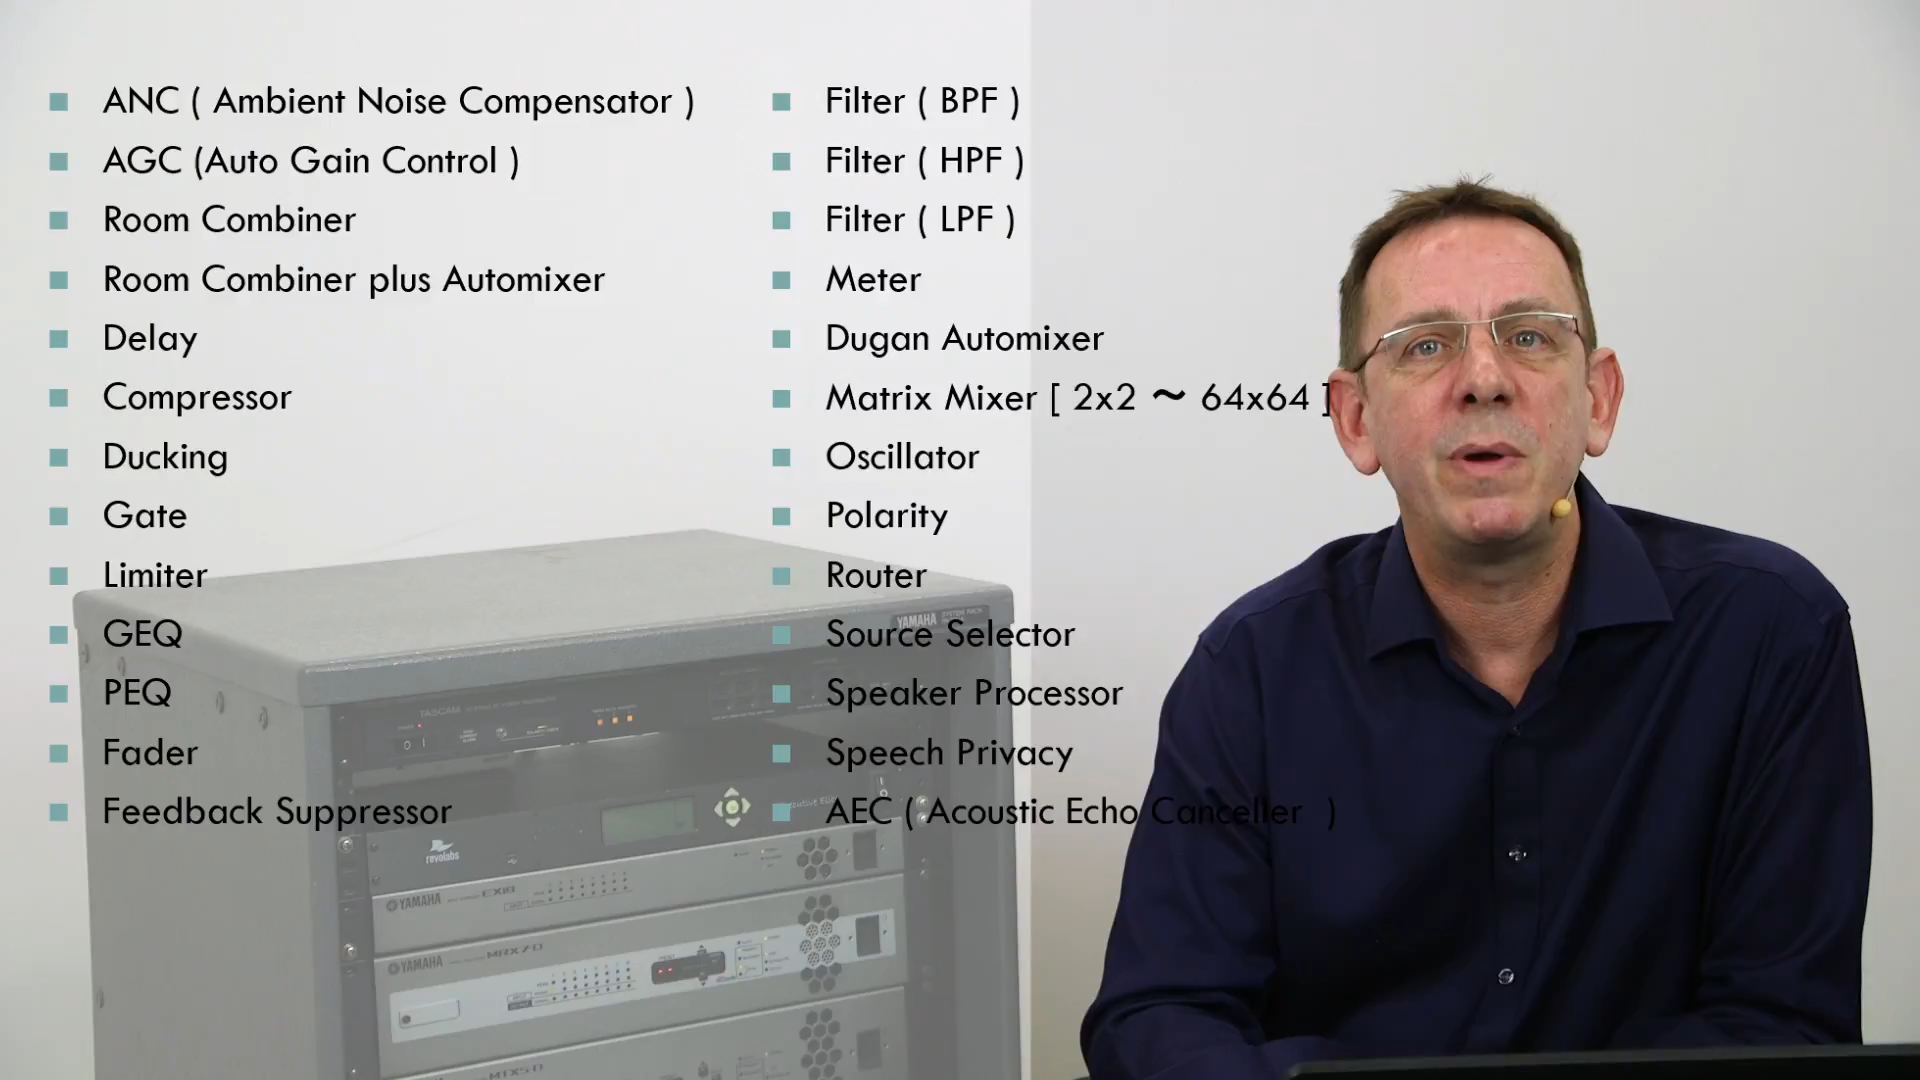 ANC ( Ambient Noise Compensator )
AGC (Auto Gain Control )
Room Combiner
Room Combiner plus Automixer
Delay
Compressor
Ducking
Gate
Limiter
GEQ
PEQ
Fader
Feedback Suppressor
Filter ( BPF )
Filter ( HPF )
Filter ( LPF )
Meter
Dugan Automixer
Matrix Mixer [ 2x2 ～ 64x64 ]
Oscillator
Polarity
Router
Source Selector
Speaker Processor
Speech Privacy
AEC ( Acoustic Echo Canceller )
YAMAHA SYSTEM RACK
TASCAM
revolabs
YAMAHA EXi8
YAMAHA MRX7-D
MTX5-D